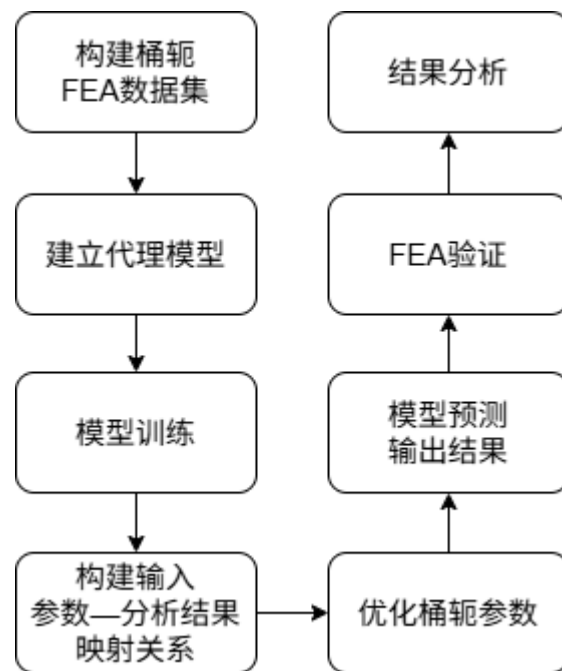 构建桶轭
FEA数据集
建立代理模型
模型训练
构建输入
参数—分析结果
映射关系
优化桶轭参数
模型预测
输出结果
FEA验证
结果分析